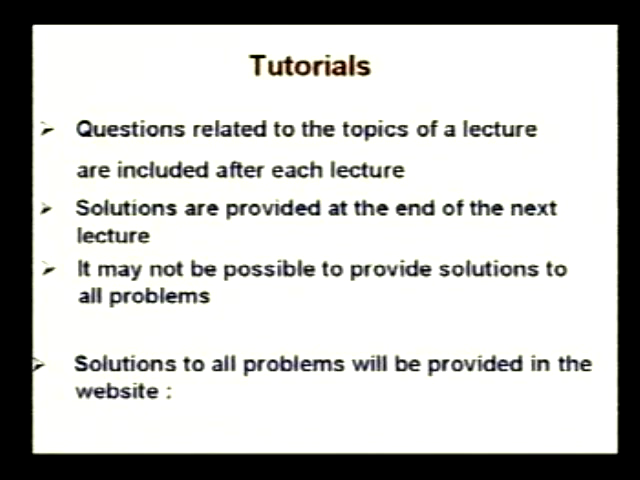 Tutorials
Questions related to the topics of a lecture
are included after each lecture
Solutions are provided at the end of the next
lecture
It may not be possible to provide solutions to
all problems
Solutions to all problems will be provided in the
website :